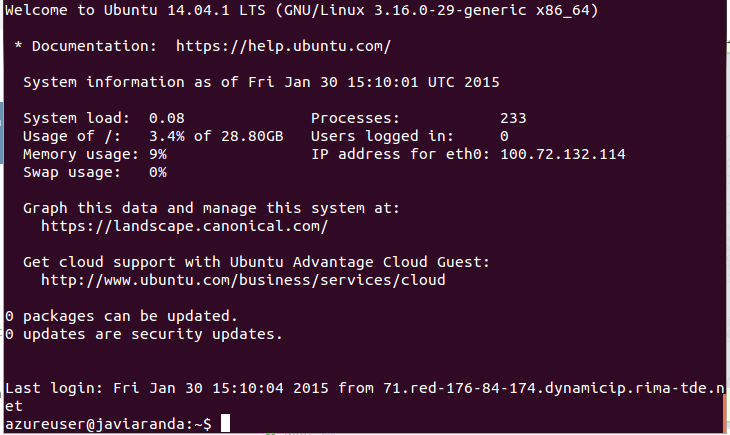 Welcome to Ubuntu 14.04.1 LTS (GNU/Linux 3.16.0-29-generic x86_64)
* Documentation:  https://help.ubuntu.com/
System information as of Fri Jan 30 15:10:01 UTC 2015
System load:  0.08              Processes:           233
Usage of /:   3.4% of 28.80GB   Users logged in:     0
Memory usage: 9%                IP address for eth0: 100.72.132.114
Swap usage:   0%
Graph this data and manage this system at:
https://landscape.canonical.com/
Get cloud support with Ubuntu Advantage Cloud Guest:
http://www.ubuntu.com/business/services/cloud
0 packages can be updated.
0 updates are security updates.
Last login: Fri Jan 30 15:10:04 2015 from 71.red-176-84-174.dynamicip.rima-tde.n
et
azureuser@javiaranda:~$